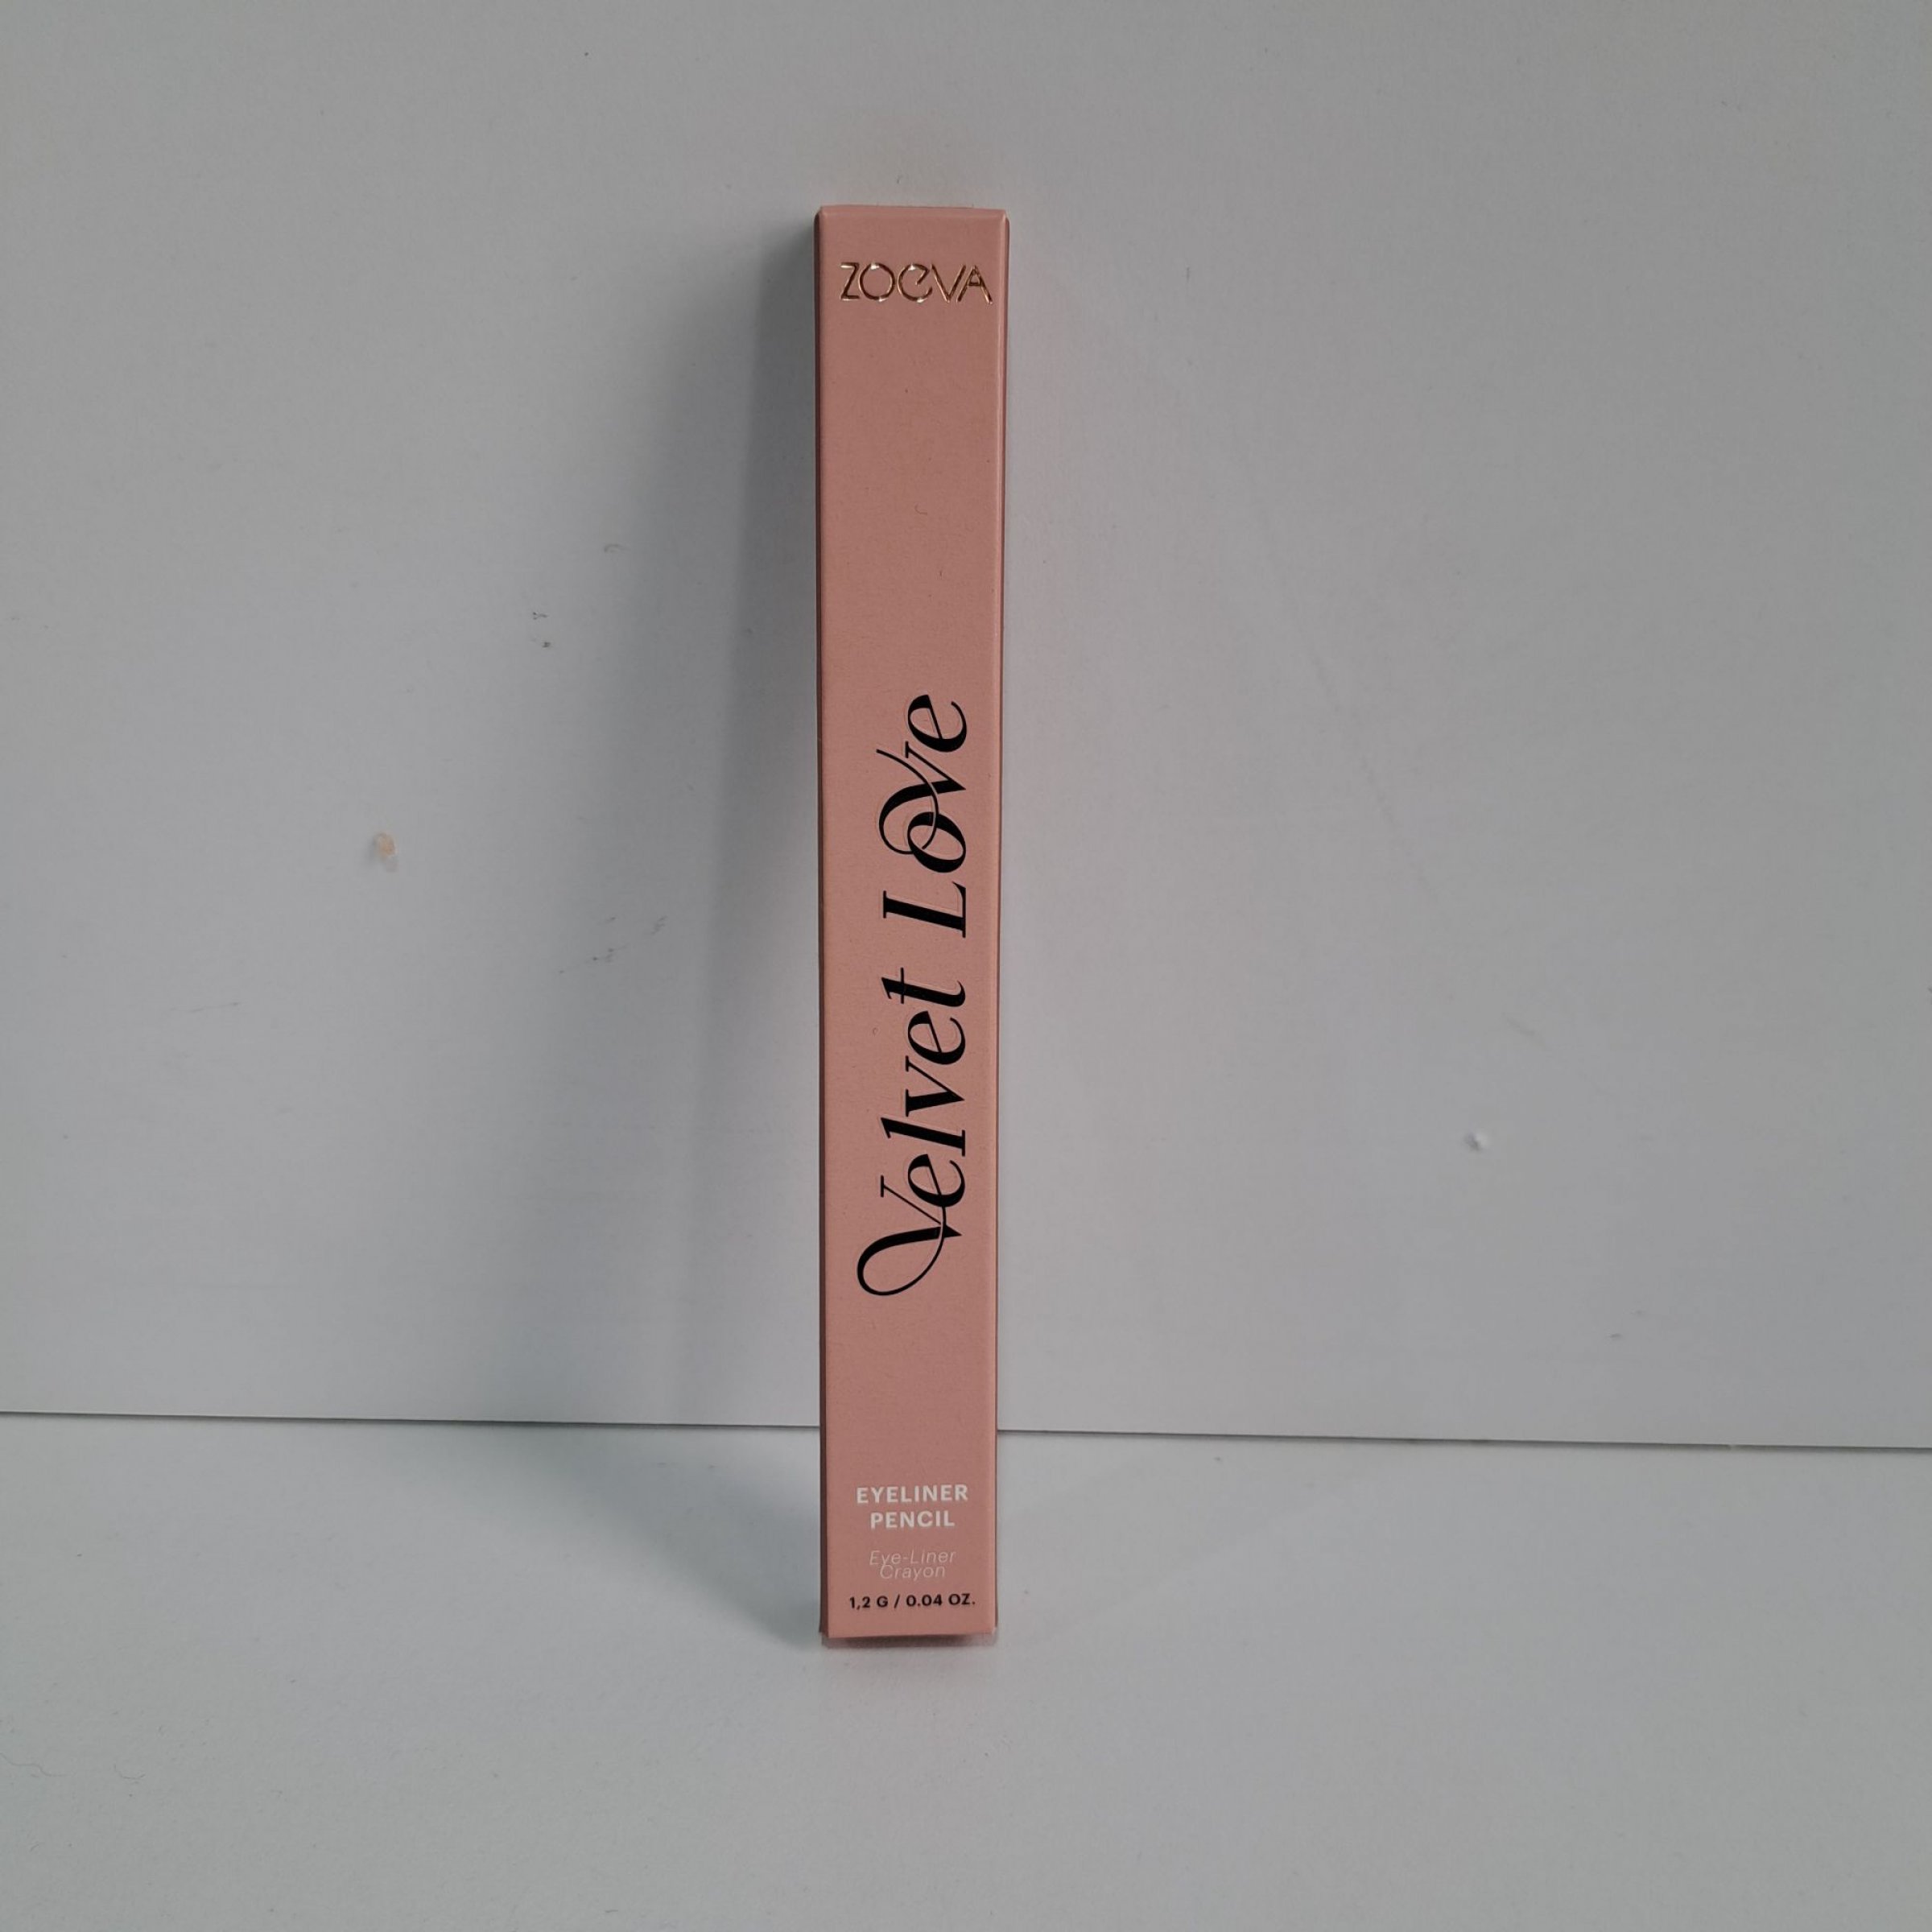 ZOEVA
Velvet Love
EYELINER
PENCIL
Eye-Liner
Crayon
1,2 G / 0.04 OZ.